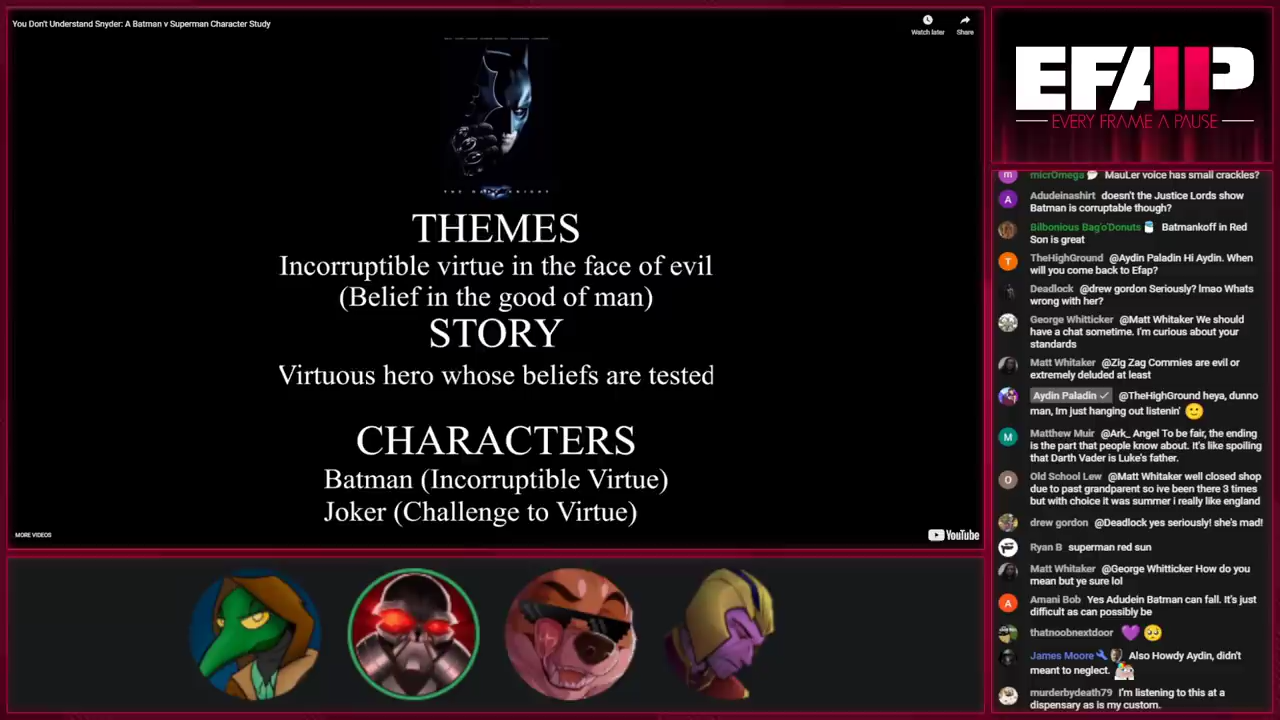 You Don't Understand Snyder: A Batman v Superman Character Study
Watch later
Share
THE DARK KNIGHT
THEMES
Incorruptible virtue in the face of evil
(Belief in the good of man)
STORY
Virtuous hero whose beliefs are tested
CHARACTERS
Batman (Incorruptible Virtue)
Joker (Challenge to Virtue)
MORE VIDEOS
YouTube
EFAP
EVERY FRAME A PAUSE
m
micrOmega MauLer voice has small crackles?
A
Adudeinashirt doesn't the Justice Lords show
Batman is corruptable though?
Bilbonious Bag'o'Donuts Batmankoff in Red
Son is great
T
TheHighGround @Aydin Paladin Hi Aydin. When
will you come back to Efap?
Deadlock @drew gordon Seriously? lmao Whats
wrong with her?
George Whitticker @Matt Whitaker We should
have a chat sometime. I'm curious about your
standards
Matt Whitaker @Zig Zag Commies are evil or
extremely deluded at least
Aydin Paladin @TheHighGround heya, dunno
man, Im just hanging out listenin'
M
Matthew Muir @Ark_ Angel To be fair, the ending
is the part that people know about. It's like spoiling
that Darth Vader is Luke's father.
O
Old School Lew @Matt Whitaker well closed shop
due to past grandparent so ive been there 3 times
but with choice it was summer i really like england
drew gordon @Deadlock yes seriously! she's mad!
Ryan B superman red sun
Matt Whitaker @George Whitticker How do you
mean but ye sure lol
A
Amani Bob Yes Adudein Batman can fall. It's just
difficult as can possibly be
thatnoobnextdoor
James Moore Also Howdy Aydin, didn't
meant to neglect.
murderbydeath79 I'm listening to this at a
dispensary as is my custom.